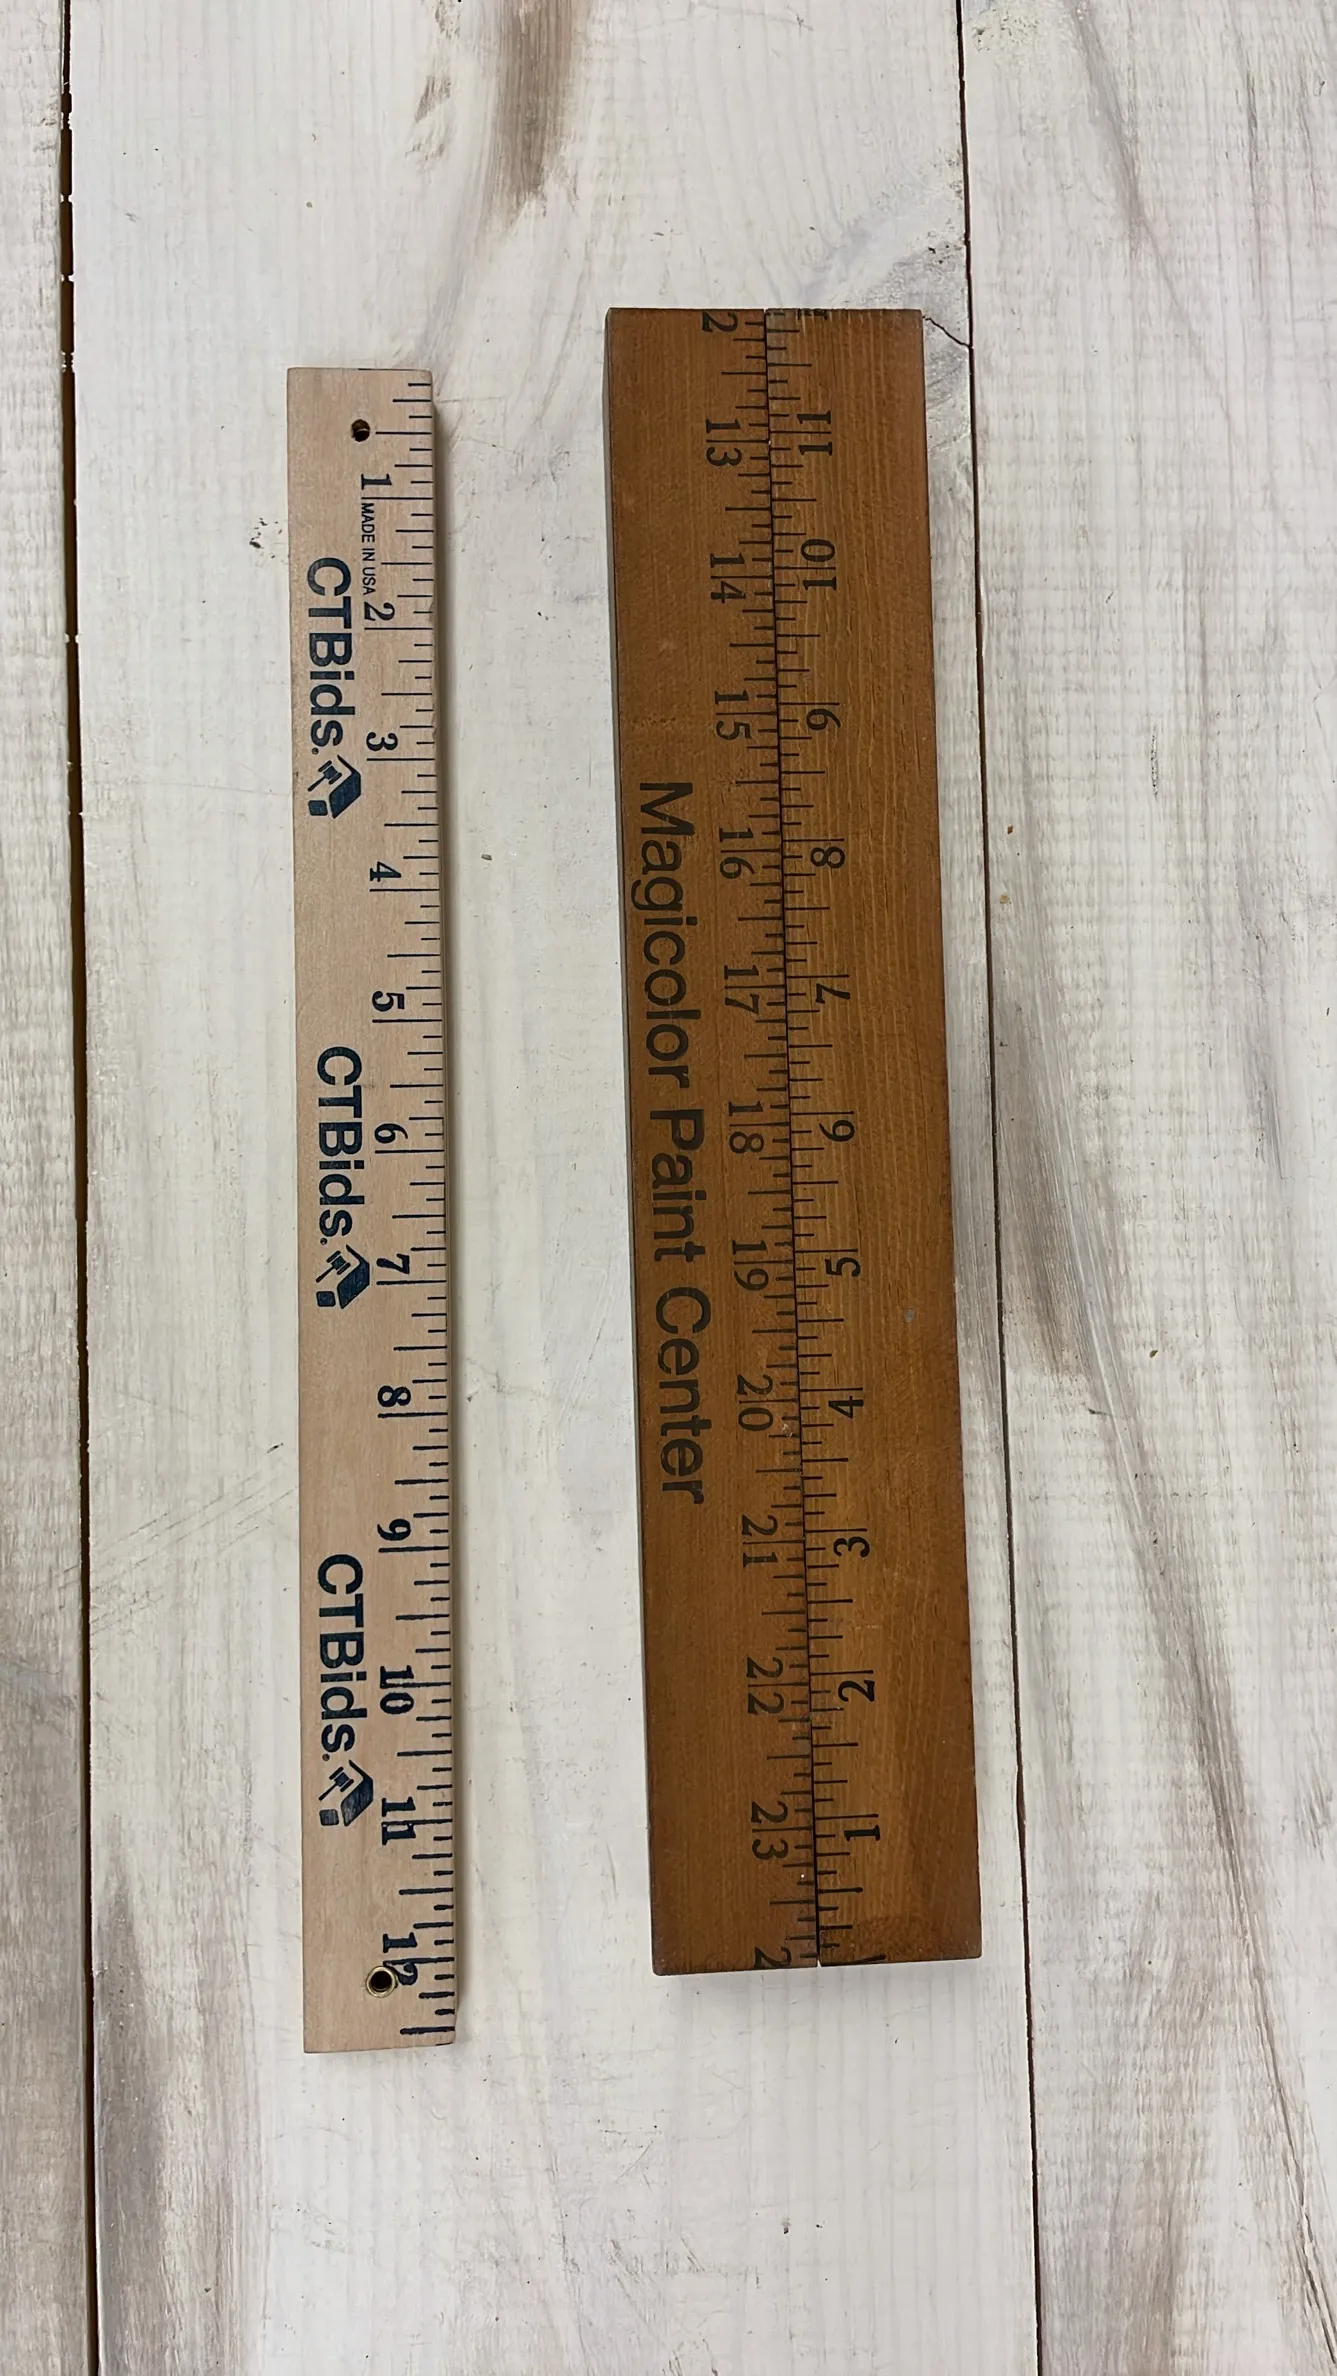 1 2 3 4 5 6 7 8 9 10 11 12
MADE IN USA
CTBids. CTBids. CTBids.
11 10 9 8 7 6 5 4 3 2 1
2 13 14 15 16 17 18 19 20 21 22 23 2
Magicolor Paint Center